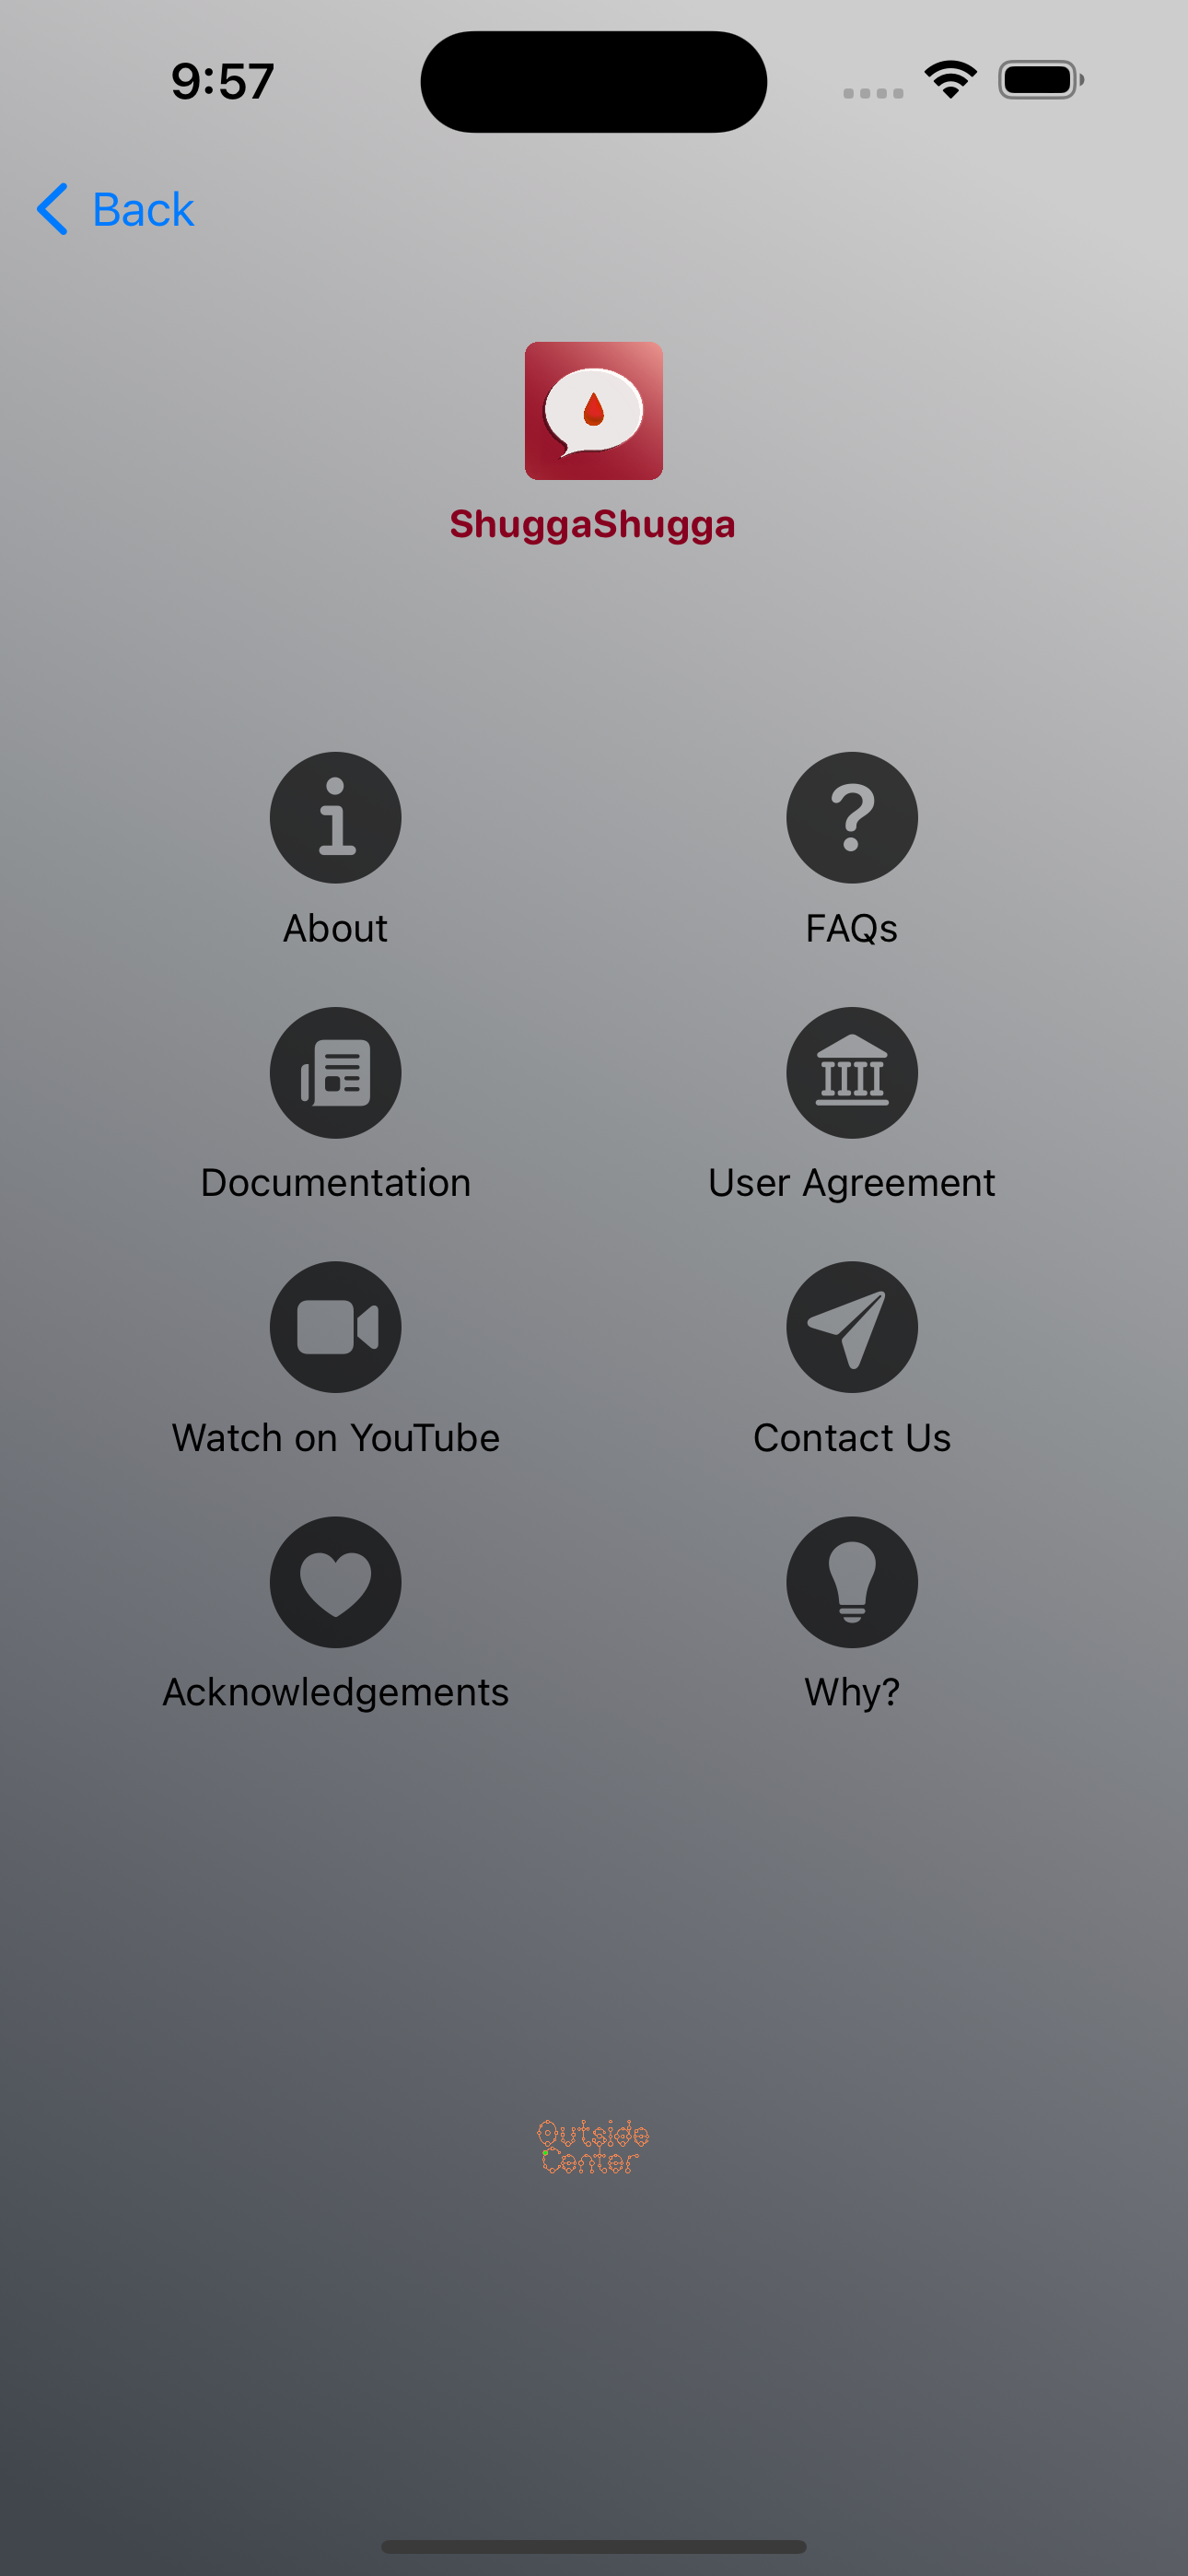 9:57
Back
ShuggaShugga
About
FAQs
Documentation
User Agreement
Watch on YouTube
Contact Us
Acknowledgements
Why?
Outside
Center